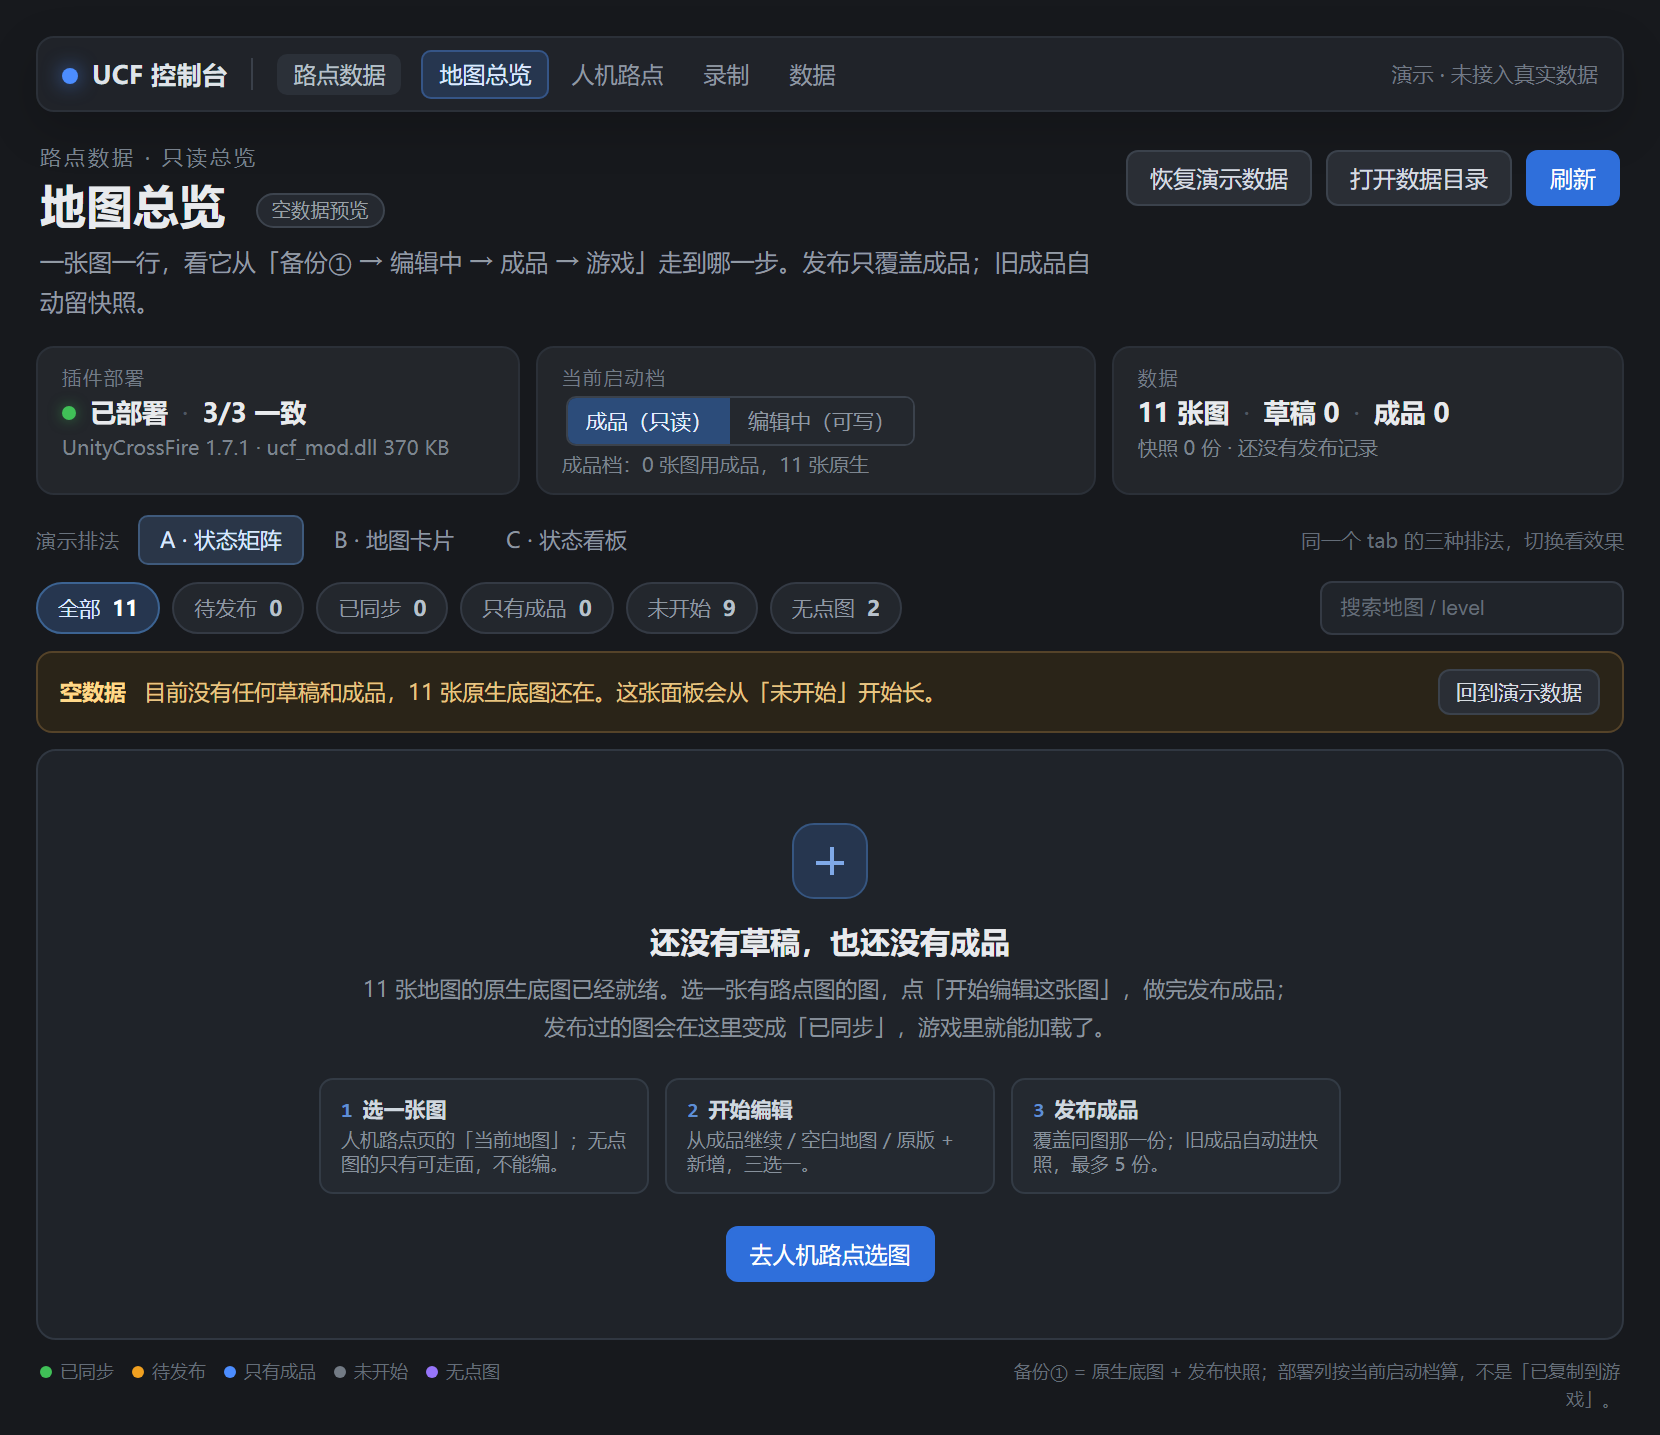 UCF 控制台
路点数据
地图总览
人机路点
录制
数据
演示 · 未接入真实数据
路点数据 · 只读总览
地图总览
空数据预览
恢复演示数据
打开数据目录
刷新
一张图一行，看它从「备份① → 编辑中 → 成品 → 游戏」走到哪一步。发布只覆盖成品；旧成品自
动留快照。
插件部署
已部署 · 3/3 一致
UnityCrossFire 1.7.1 · ucf_mod.dll 370 KB
当前启动档
成品（只读）
编辑中（可写）
成品档：0 张图用成品，11 张原生
数据
11 张图 · 草稿 0 · 成品 0
快照 0 份 · 还没有发布记录
演示排法
A · 状态矩阵
B · 地图卡片
C · 状态看板
同一个 tab 的三种排法，切换看效果
全部 11
待发布 0
已同步 0
只有成品 0
未开始 9
无点图 2
搜索地图 / level
空数据 目前没有任何草稿和成品，11 张原生底图还在。这张面板会从「未开始」开始长。
回到演示数据
+
还没有草稿，也还没有成品
11 张地图的原生底图已经就绪。选一张有路点图的图，点「开始编辑这张图」，做完发布成品；
发布过的图会在这里变成「已同步」，游戏里就能加载了。
1 选一张图
人机路点页的「当前地图」；无点
图的只有可走面，不能编。
2 开始编辑
从成品继续 / 空白地图 / 原版 +
新增，三选一。
3 发布成品
覆盖同图那一份；旧成品自动进快
照，最多 5 份。
去人机路点选图
已同步
待发布
只有成品
未开始
无点图
备份① = 原生底图 + 发布快照；部署列按当前启动档算，不是「已复制到游
戏」。